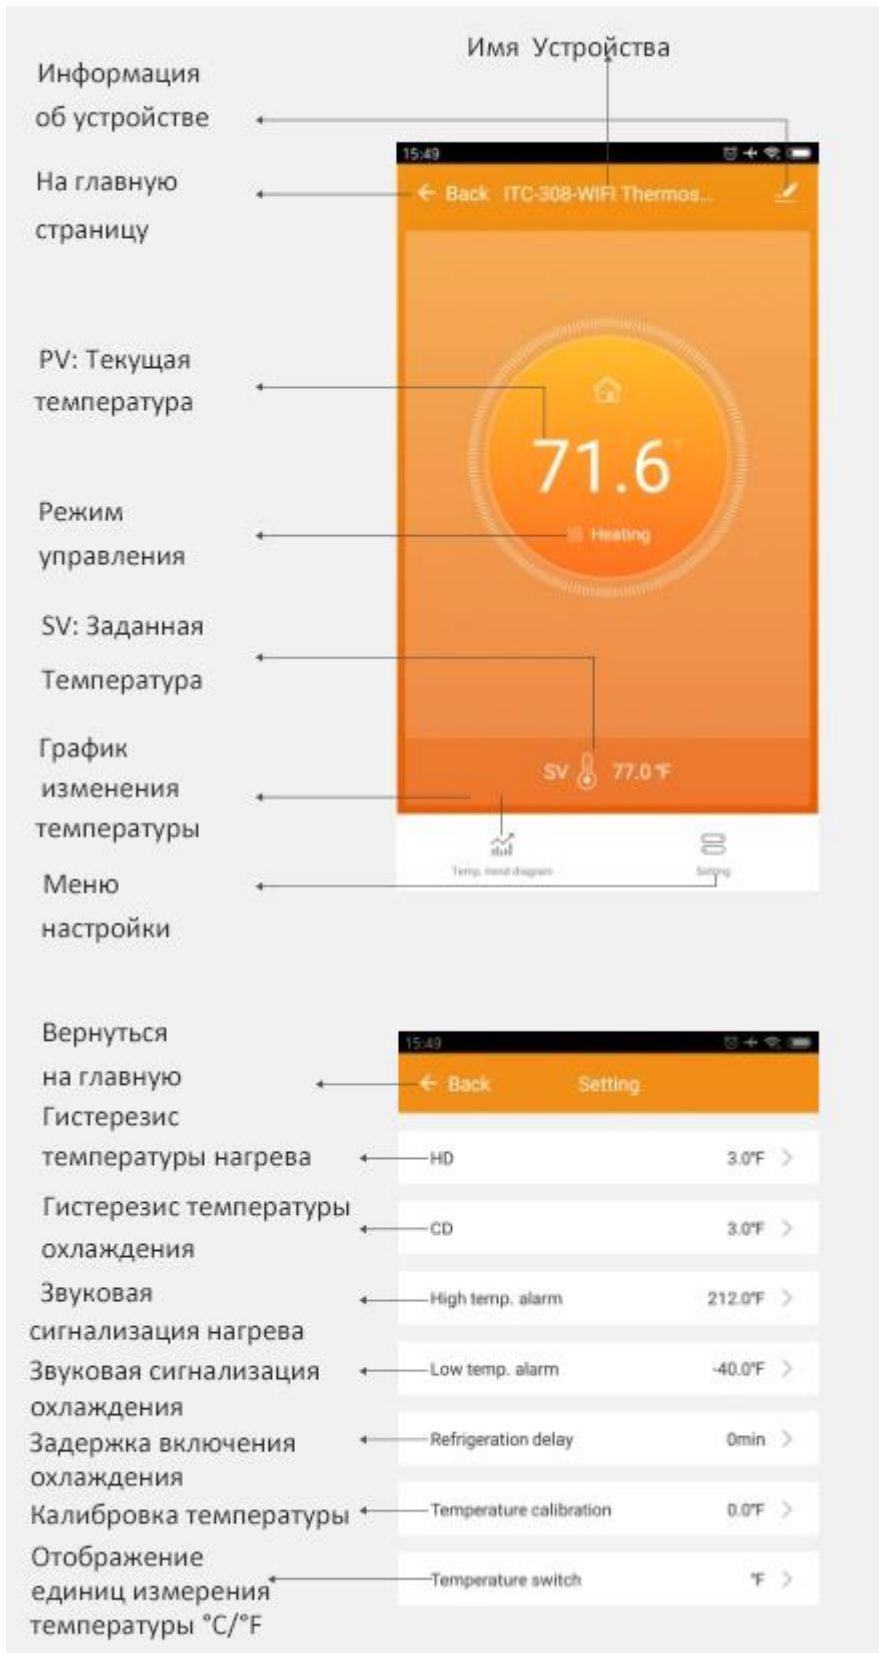 Имя Устройства
Информация
об устройстве
На главную
страницу
15:49
Back ITC-308-WIFI Thermos...
PV: Текущая
температура
71.6
Режим
управления
Heating
SV: Заданная
Температура
SV 77.0 °F
График
изменения
температуры
Temp. trend diagram
Setting
Меню
настройки
15:49
Вернуться
на главную
Back Setting
Гистерезис
температуры нагрева
HD 3.0°F
Гистерезис температуры
охлаждения
CD 3.0°F
Звуковая
сигнализация нагрева
High temp. alarm 212.0°F
Звуковая сигнализация
охлаждения
Low temp. alarm -40.0°F
Задержка включения
охлаждения
Refrigeration delay 0min
Калибровка температуры
Temperature calibration 0.0°F
Отображение
единиц измерения
температуры °C/°F
Temperature switch °F